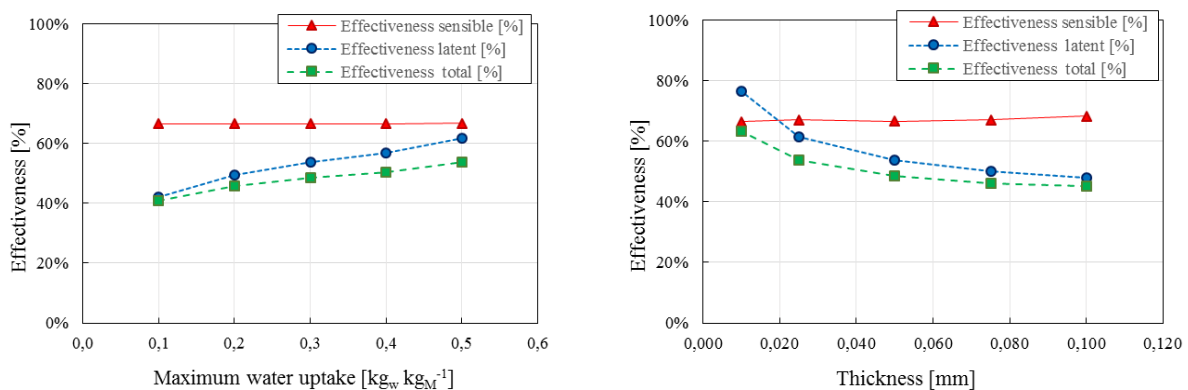 100%
80%
60%
40%
20%
0%
Effectiveness [%]
Effectiveness sensible [%]
Effectiveness latent [%]
Effectiveness total [%]
0,0 0,1 0,2 0,3 0,4 0,5 0,6
Maximum water uptake [kgw kgM-1]
100%
80%
60%
40%
20%
0%
Effectiveness [%]
Effectiveness sensible [%]
Effectiveness latent [%]
Effectiveness total [%]
0,000 0,020 0,040 0,060 0,080 0,100 0,120
Thickness [mm]